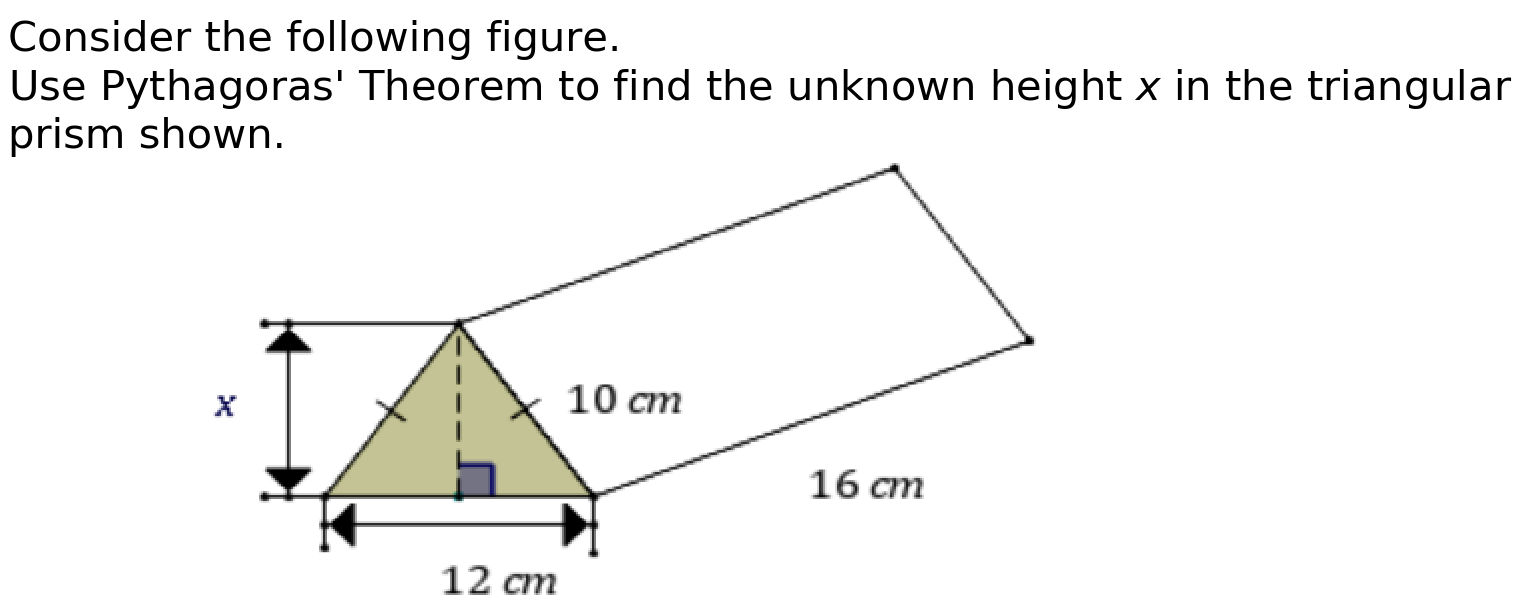 Consider the following figure.
Use Pythagoras' Theorem to find the unknown height x in the triangular
prism shown.
x
10 cm
16 cm
12 cm